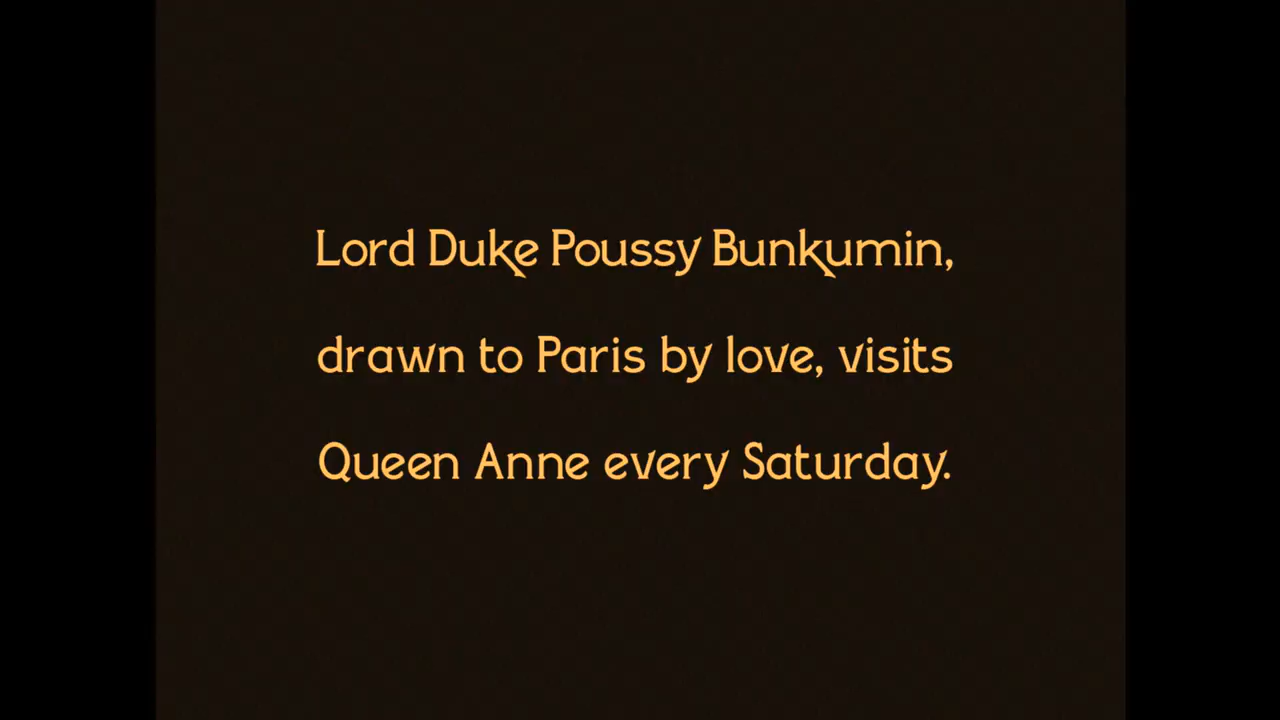 Lord Duke Poussy Bunkumin,
drawn to Paris by love, visits
Queen Anne every Saturday.